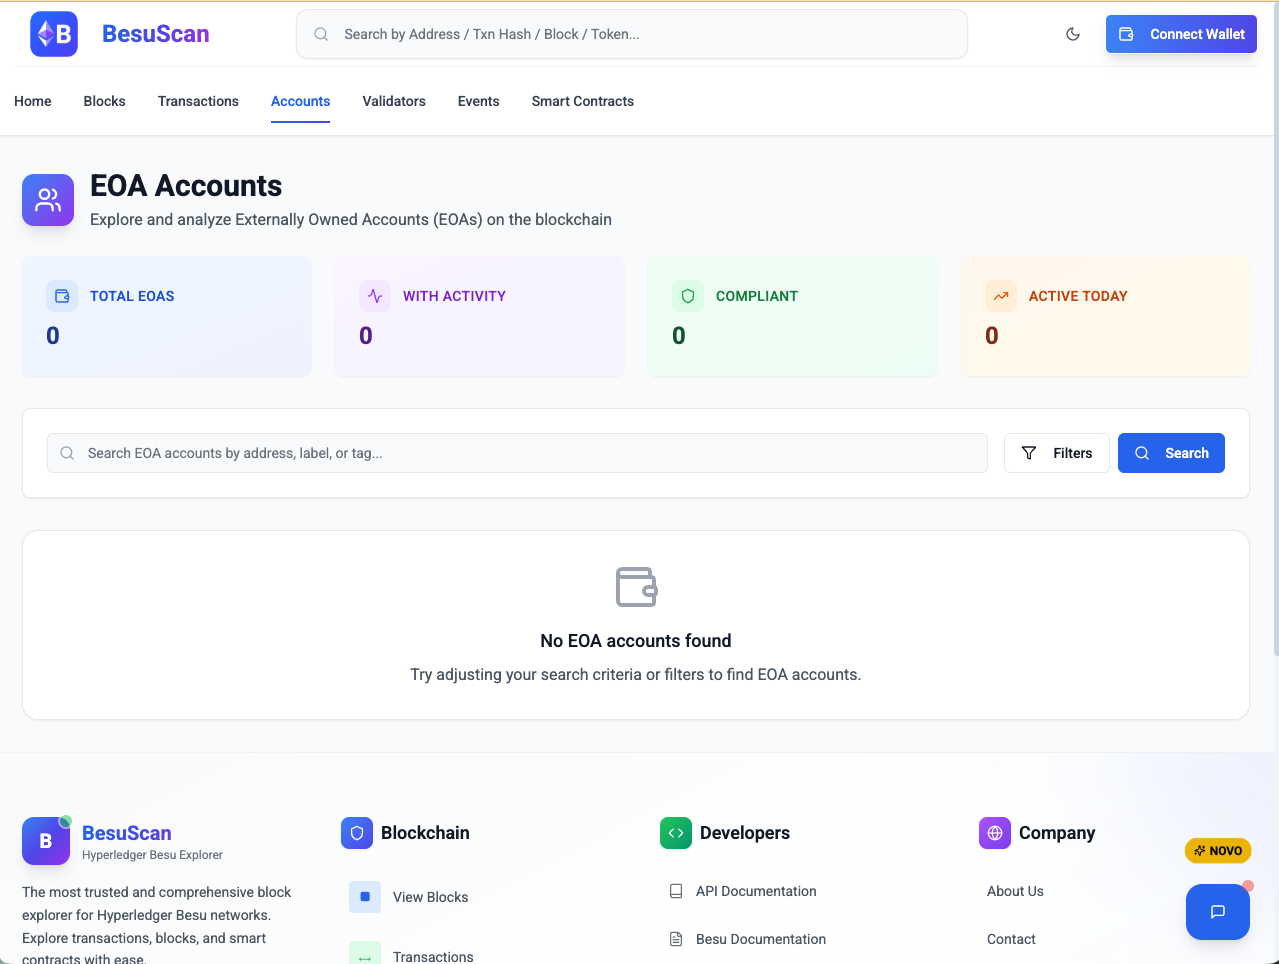 B
BesuScan
Search by Address / Txn Hash / Block / Token...
Connect Wallet
Home
Blocks
Transactions
Accounts
Validators
Events
Smart Contracts
EOA Accounts
Explore and analyze Externally Owned Accounts (EOAs) on the blockchain
TOTAL EOAS
0
WITH ACTIVITY
0
COMPLIANT
0
ACTIVE TODAY
0
Search EOA accounts by address, label, or tag...
Filters
Search
No EOA accounts found
Try adjusting your search criteria or filters to find EOA accounts.
B
BesuScan
Hyperledger Besu Explorer
The most trusted and comprehensive block
explorer for Hyperledger Besu networks.
Explore transactions, blocks, and smart
contracts with ease.
Blockchain
View Blocks
Transactions
Developers
API Documentation
Besu Documentation
Company
About Us
Contact
NOVO